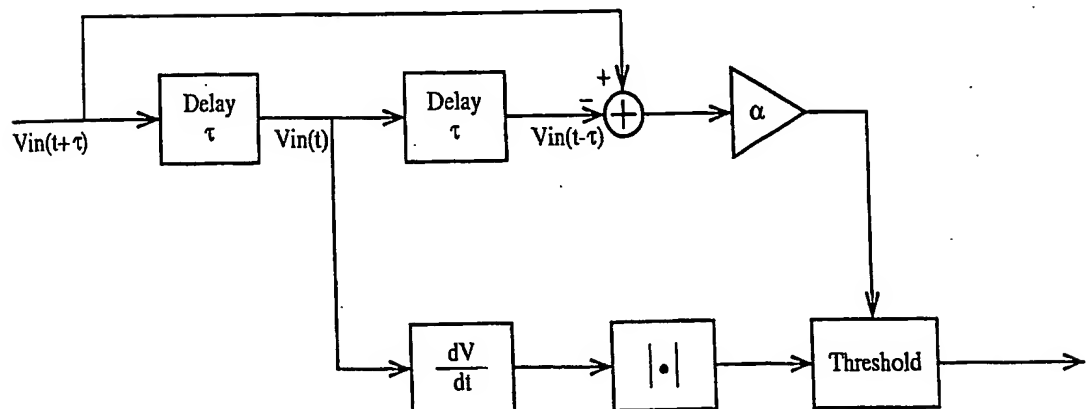 Delay
τ
Delay
τ
+
-
+
α
Vin(t+τ)
Vin(t)
Vin(t-τ)
dV
dt
|•|
Threshold